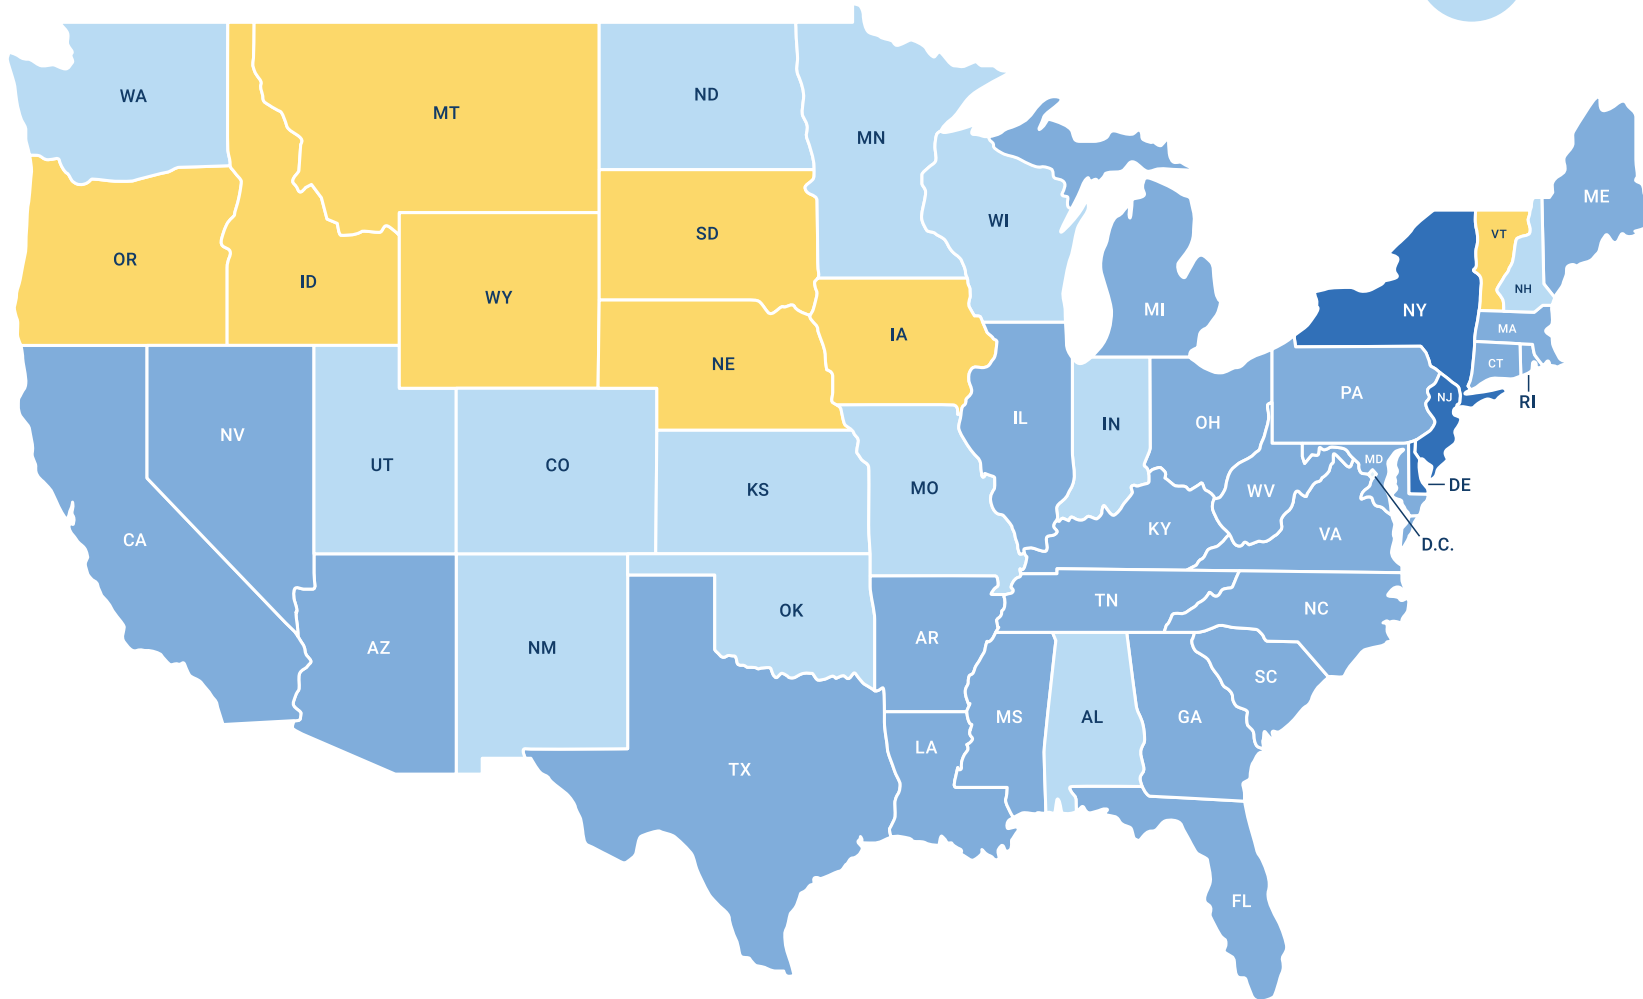 WA
MT
ND
MN
ME
WI
SD
VT
OR
ID
NH
WY
MI
NY
MA
IA
NE
CT
PA
RI
NJ
IL
OH
IN
NV
UT
CO
MD
KS
MO
WV
DE
KY
VA
CA
D.C.
TN
OK
NC
AR
AZ
NM
SC
MS
AL
GA
LA
TX
FL